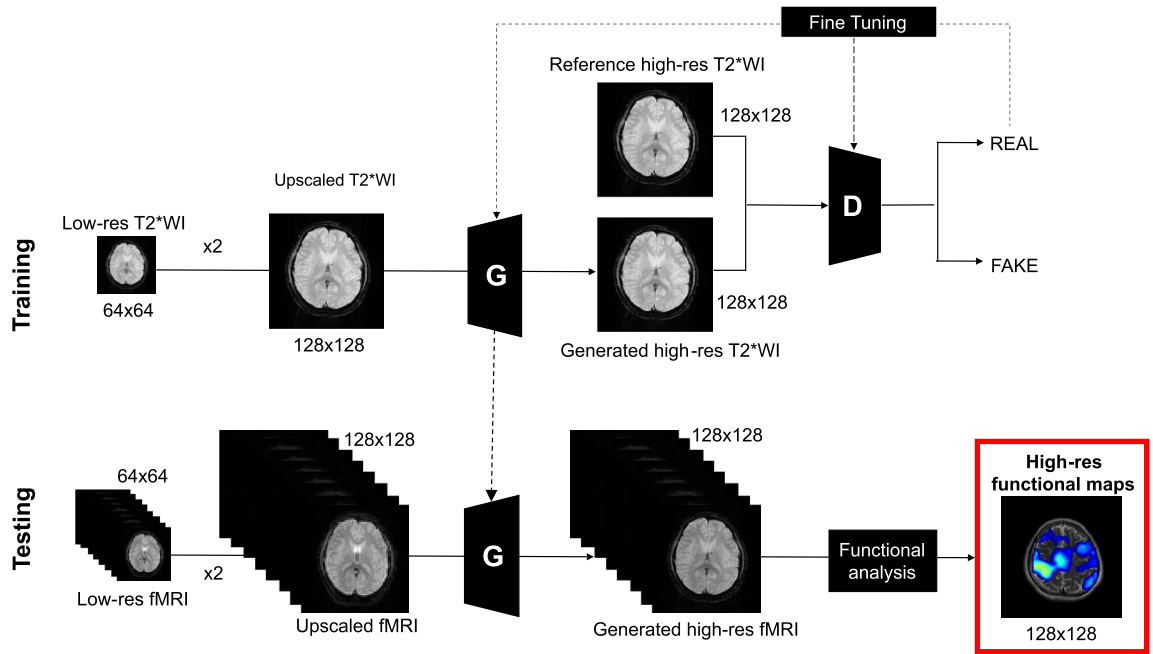 Fine Tuning
Reference high-res T2*WI
128x128
REAL
Upscaled T2*WI
Low-res T2*WI
x2
D
G
FAKE
Training
64x64
128x128
128x128
Generated high-res T2*WI
128x128
128x128
64x64
High-res
functional maps
Testing
G
Functional
analysis
x2
Low-res fMRI
Upscaled fMRI
Generated high-res fMRI
128x128